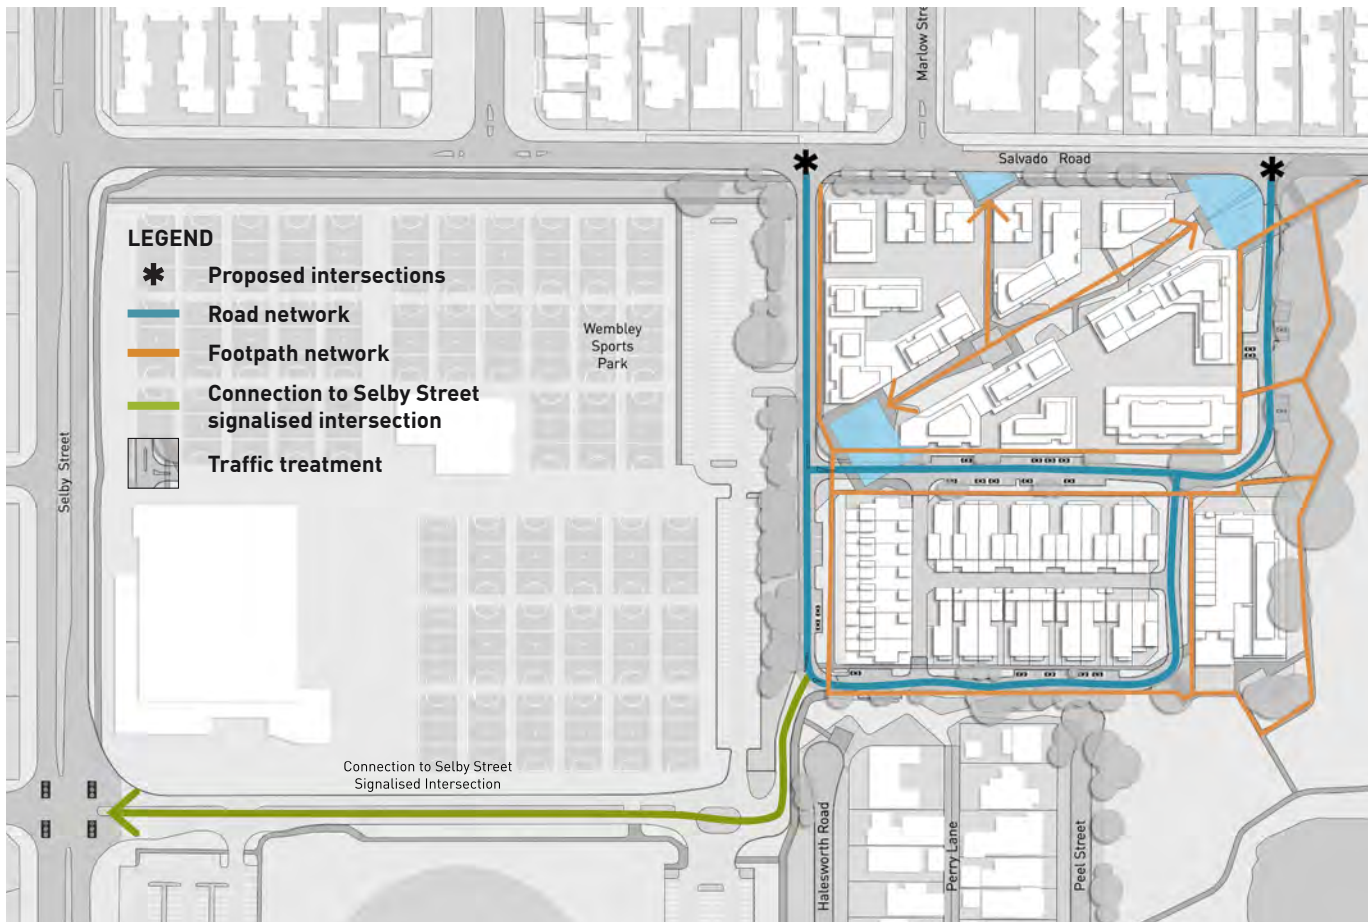 Marlow Stre
Salvado Road
LEGEND
Proposed intersections
Road network
Footpath network
Connection to Selby Street
signalised intersection
Traffic treatment
Wembley
Sports
Park
Selby Street
Connection to Selby Street
Signalised Intersection
Halesworth Road
Perry Lane
Peel Street